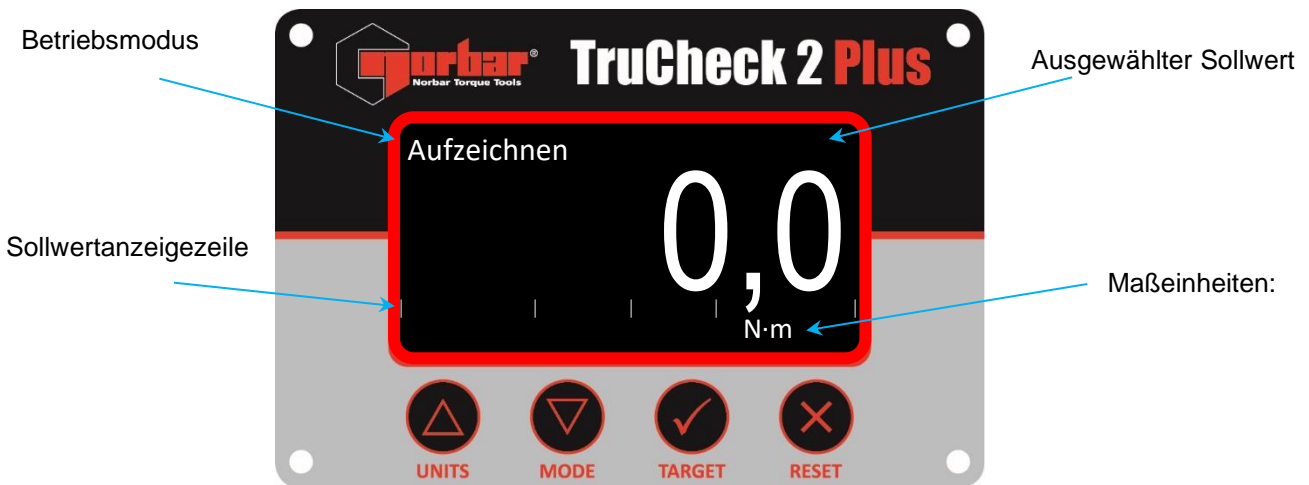 Betriebsmodus
norbar®
Norbar Torque Tools
TruCheck 2 Plus
Ausgewählter Sollwert
Aufzeichnen
0,0
Sollwertanzeigezeile
Maßeinheiten:
N·m
UNITS
MODE
TARGET
RESET